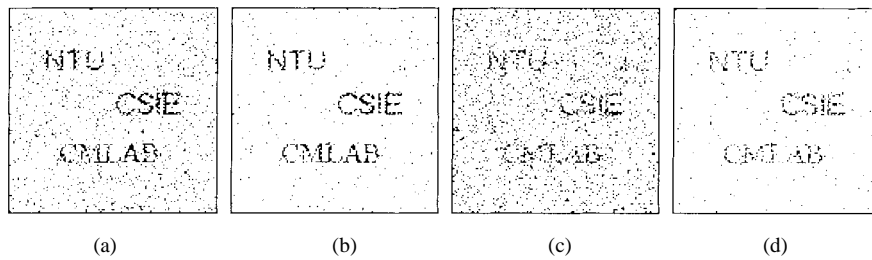 NTU
CSIE
CMLAB
NTU
CSIE
CMLAB
NTU
CSIE
CMLAB
NTU
CSIE
CMLAB
(a) (b) (c) (d)